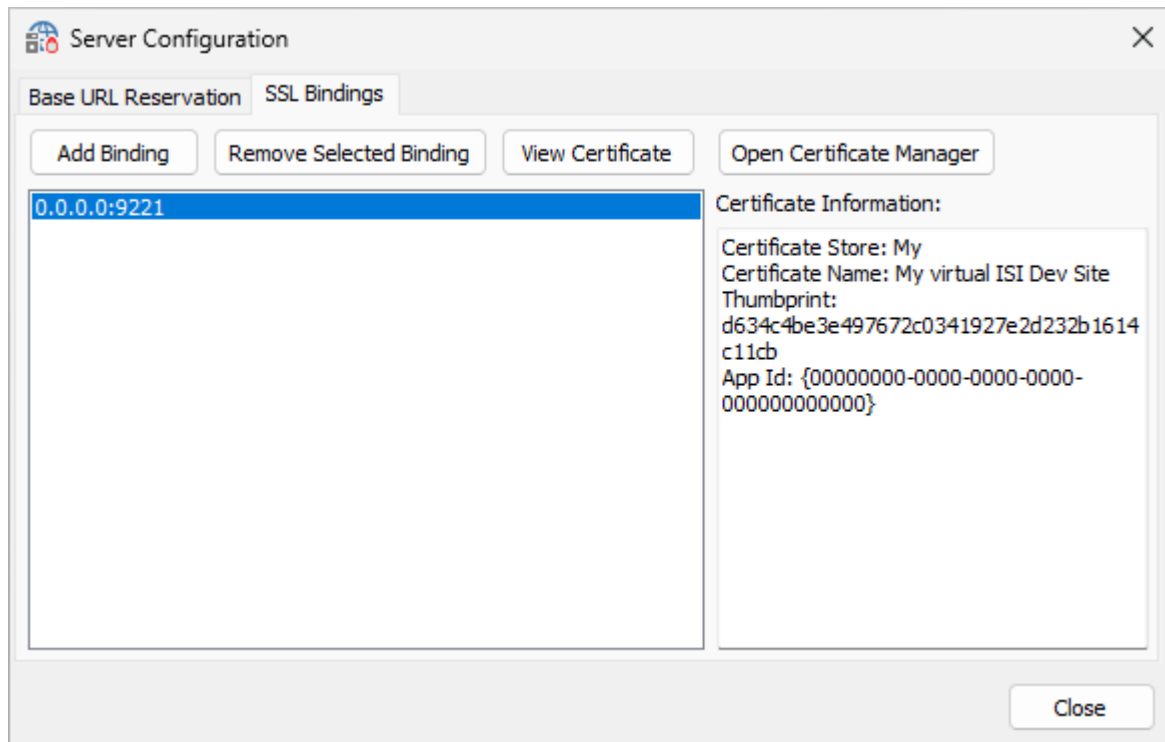 Server Configuration
Base URL Reservation
SSL Bindings
Add Binding
Remove Selected Binding
View Certificate
Open Certificate Manager
0.0.0.0:9221
Certificate Information:
Certificate Store: My
Certificate Name: My virtual ISI Dev Site
Thumbprint:
d634c4be3e497672c0341927e2d232b1614
c11cb
App Id: {00000000-0000-0000-0000-
000000000000}
Close